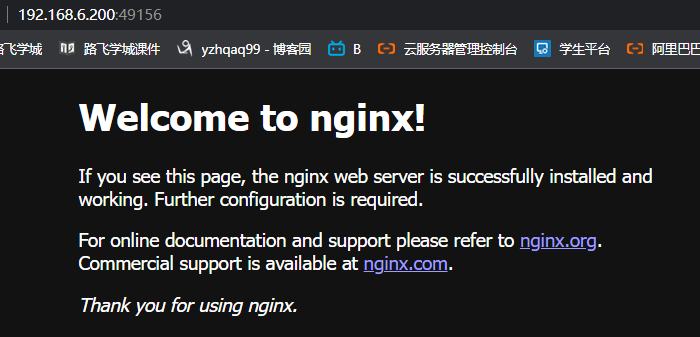 192.168.6.200:49156
路飞学城 路飞学城课件 yzhqaq99 - 博客园 B 云服务器管理控制台 学生平台 阿里巴巴
Welcome to nginx!
If you see this page, the nginx web server is successfully installed and
working. Further configuration is required.
For online documentation and support please refer to nginx.org.
Commercial support is available at nginx.com.
Thank you for using nginx.